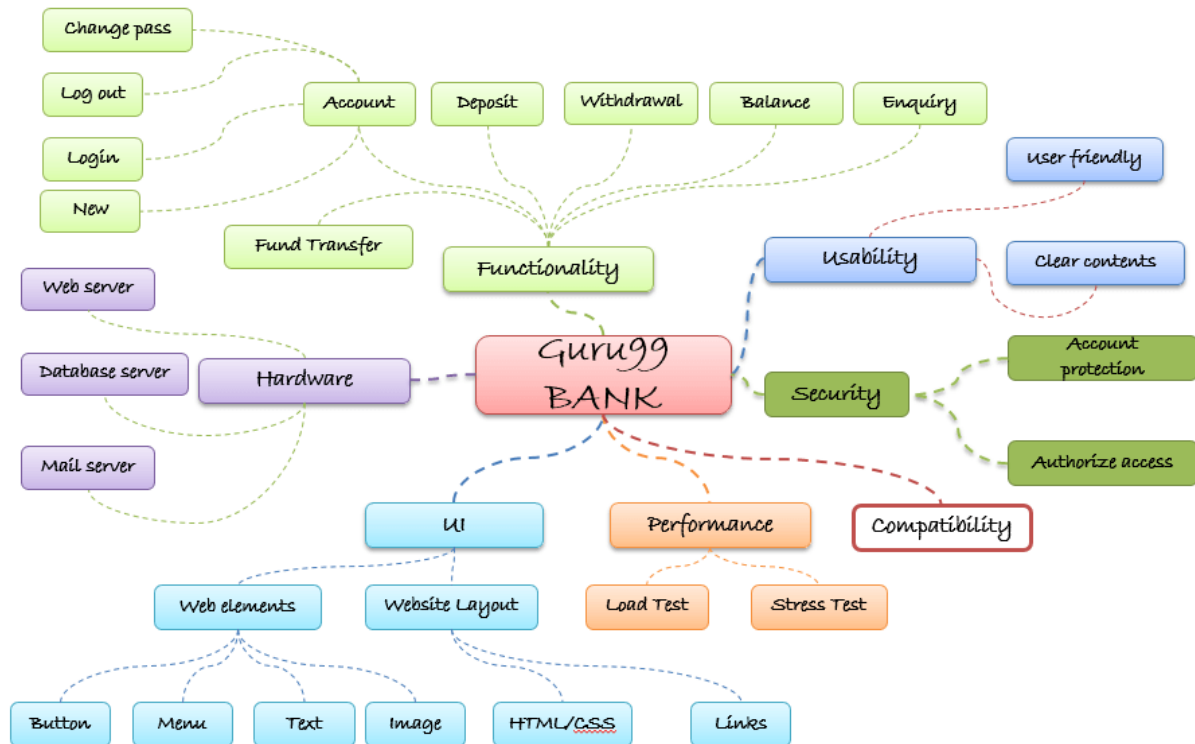 Change pass
Log out
Account
Deposit
Withdrawal
Balance
Enquiry
Login
New
User friendly
Fund Transfer
Functionality
Usability
Clear contents
Web server
Database server
Hardware
Mail server
Guru99
BANK
Security
Account
protection
Authorize access
UI
Performance
Compatibility
Web elements
Website Layout
Load Test
Stress Test
Button
Menu
Text
Image
HTML/CSS
Links